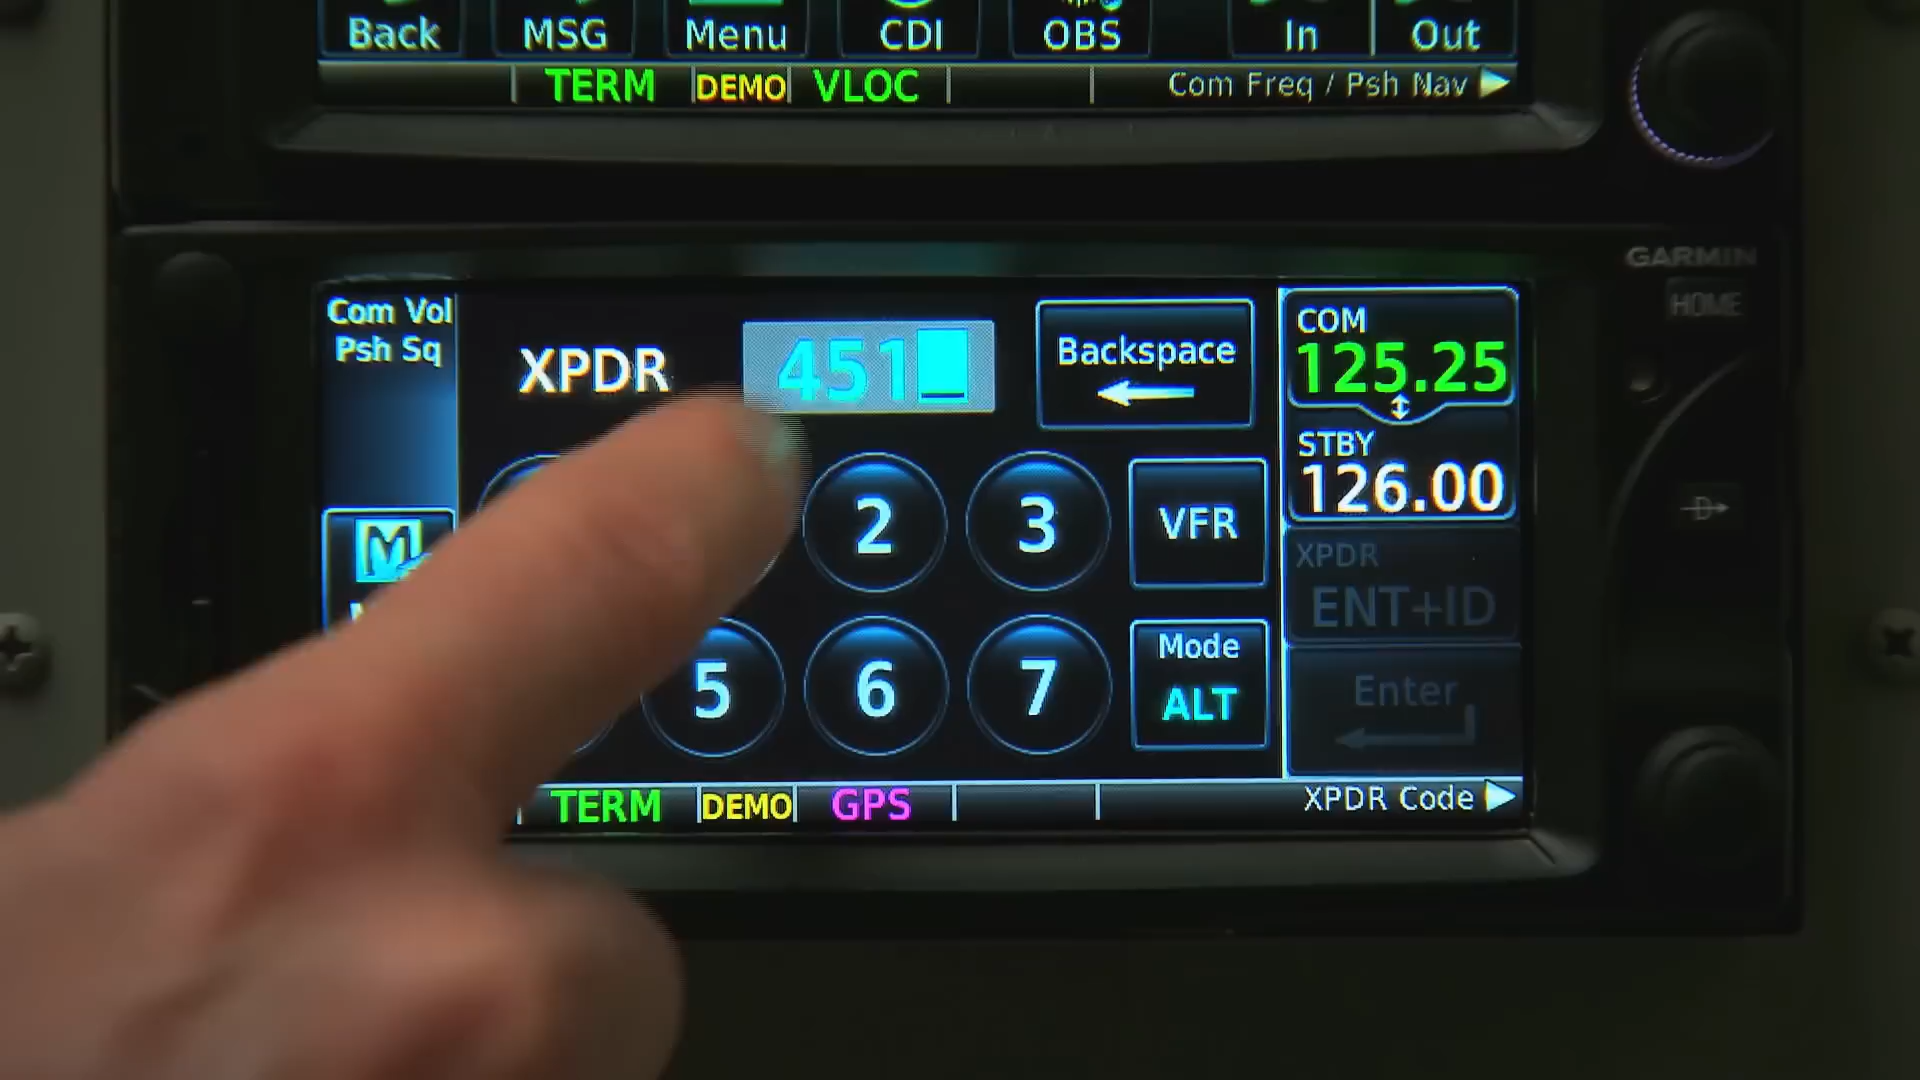 Back MSG Menu CDI OBS In Out
TERM DEMO VLOC Com Freq / Psh Nav
GARMIN
HOME
Com Vol
Psh Sq
XPDR 451_
Backspace
COM
125.25
STBY
126.00
2 3 VFR
XPDR
ENT+ID
5 6 7
Mode
ALT
Enter
TERM DEMO GPS XPDR Code